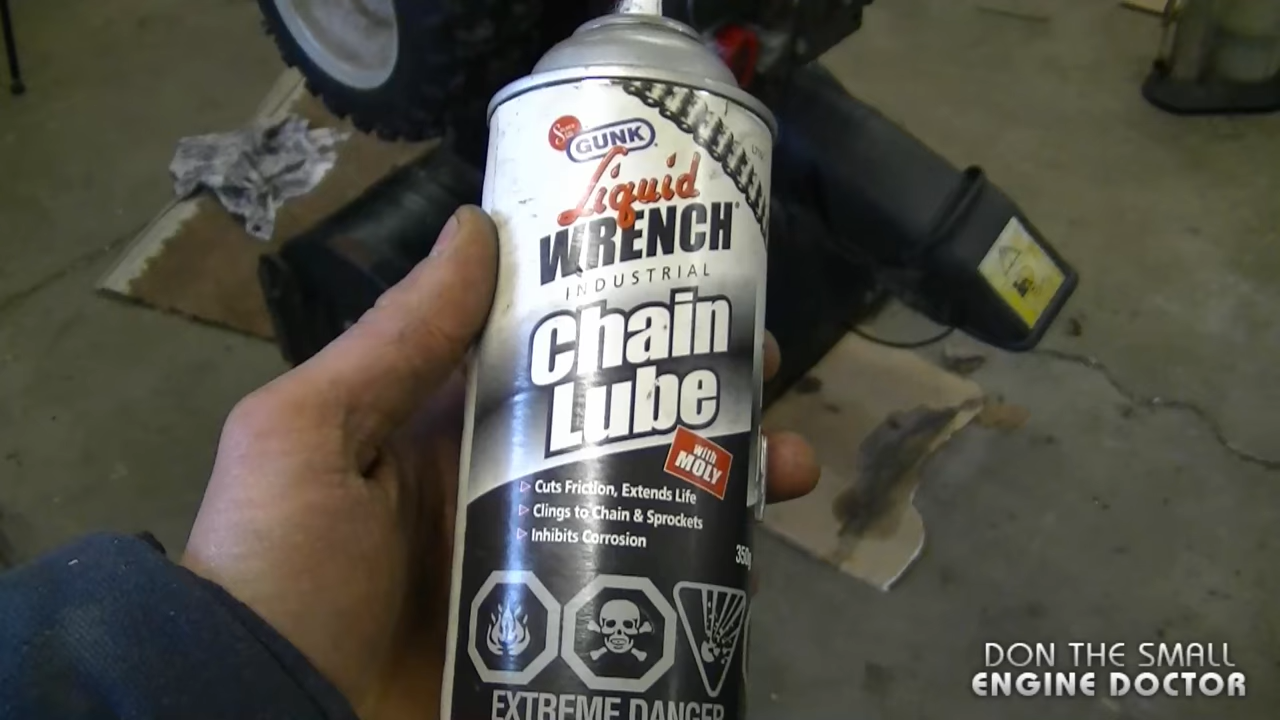 GUNK
Liquid
WRENCH
INDUSTRIAL
Chain
Lube
with
MOLY
Cuts Friction, Extends Life
Clings to Chain & Sprockets
Inhibits Corrosion
350g
EXTREME DANGER
DON THE SMALL
ENGINE DOCTOR